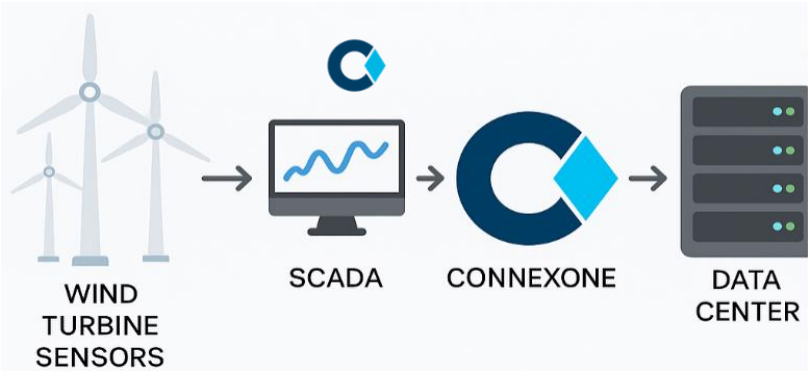 WIND
TURBINE
SENSORS
SCADA
CONNEXONE
DATA
CENTER